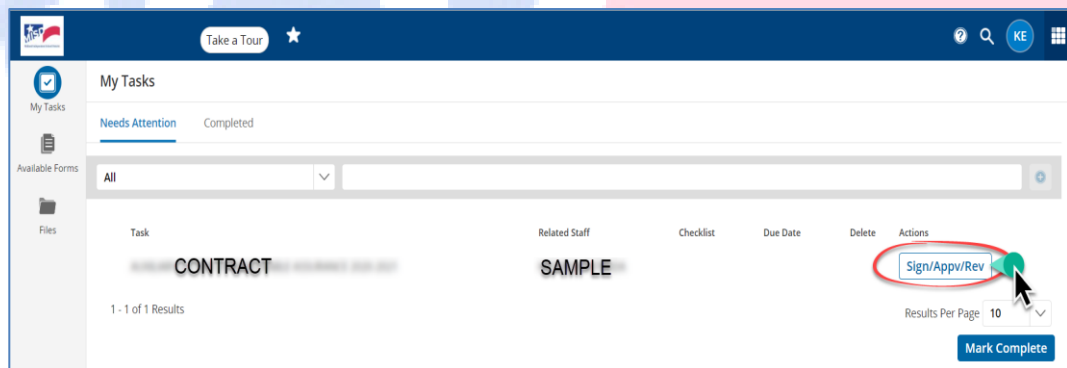 Take a Tour
KE
My Tasks
My Tasks
Needs Attention Completed
Available Forms
All
Files
Task Related Staff Checklist Due Date Delete Actions
CONTRACT SAMPLE Sign/Appv/Rev
1 - 1 of 1 Results
Results Per Page 10
Mark Complete